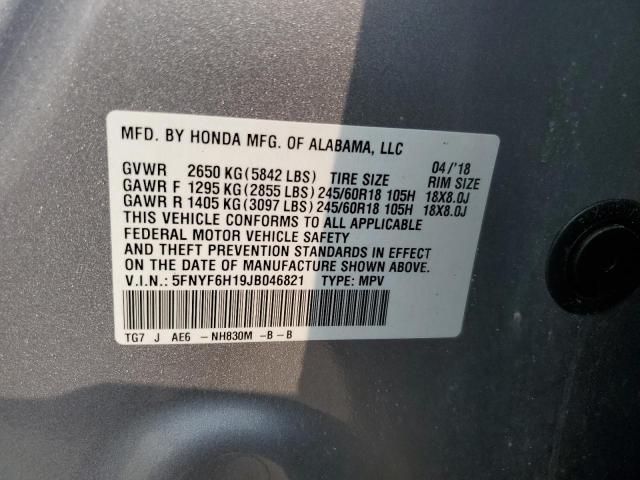 MFD. BY HONDA MFG. OF ALABAMA, LLC
GVWR 2650 KG (5842 LBS) TIRE SIZE 04/'18 RIM SIZE
GAWR F 1295 KG (2855 LBS) 245/60R18 105H 18X8.0J
GAWR R 1405 KG (3097 LBS) 245/60R18 105H 18X8.0J
THIS VEHICLE CONFORMS TO ALL APPLICABLE
FEDERAL MOTOR VEHICLE SAFETY
AND THEFT PREVENTION STANDARDS IN EFFECT
ON THE DATE OF MANUFACTURE SHOWN ABOVE.
V.I.N.: 5FNYF6H19JB046821 TYPE: MPV
TG7 J AE6 -NH830M -B -B